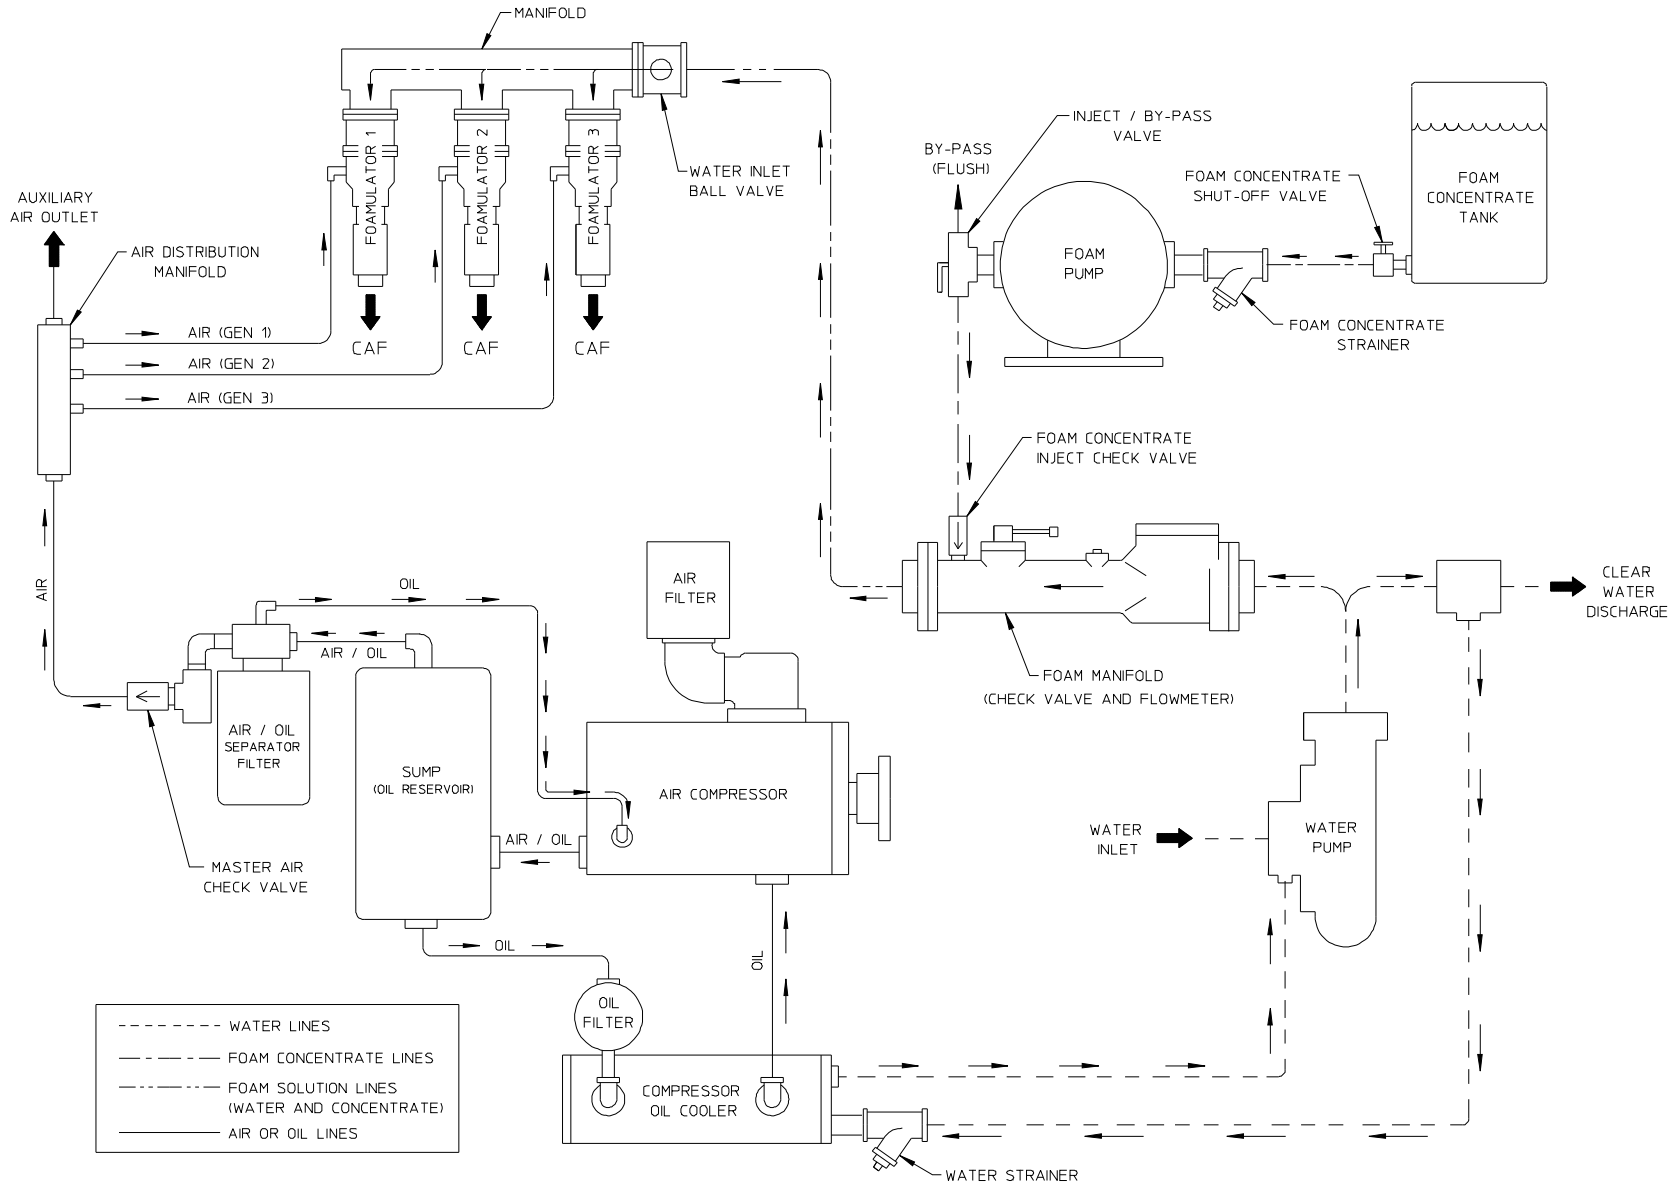 MANIFOLD
FOAMULATOR 1
FOAMULATOR 2
FOAMULATOR 3
WATER INLET
BALL VALVE
AUXILIARY
AIR OUTLET
AIR DISTRIBUTION
MANIFOLD
AIR (GEN 1)
AIR (GEN 2)
AIR (GEN 3)
CAF
CAF
CAF
INJECT / BY-PASS
VALVE
BY-PASS
(FLUSH)
FOAM
PUMP
FOAM CONCENTRATE
SHUT-OFF VALVE
FOAM
CONCENTRATE
TANK
FOAM CONCENTRATE
STRAINER
FOAM CONCENTRATE
INJECT CHECK VALVE
CLEAR
WATER
DISCHARGE
FOAM MANIFOLD
(CHECK VALVE AND FLOWMETER)
AIR
OIL
AIR / OIL
AIR
FILTER
AIR / OIL
SEPARATOR
FILTER
SUMP
(OIL RESERVOIR)
AIR COMPRESSOR
AIR / OIL
MASTER AIR
CHECK VALVE
WATER
INLET
WATER
PUMP
OIL
OIL
OIL
FILTER
COMPRESSOR
OIL COOLER
WATER STRAINER
WATER LINES
FOAM CONCENTRATE LINES
FOAM SOLUTION LINES
(WATER AND CONCENTRATE)
AIR OR OIL LINES